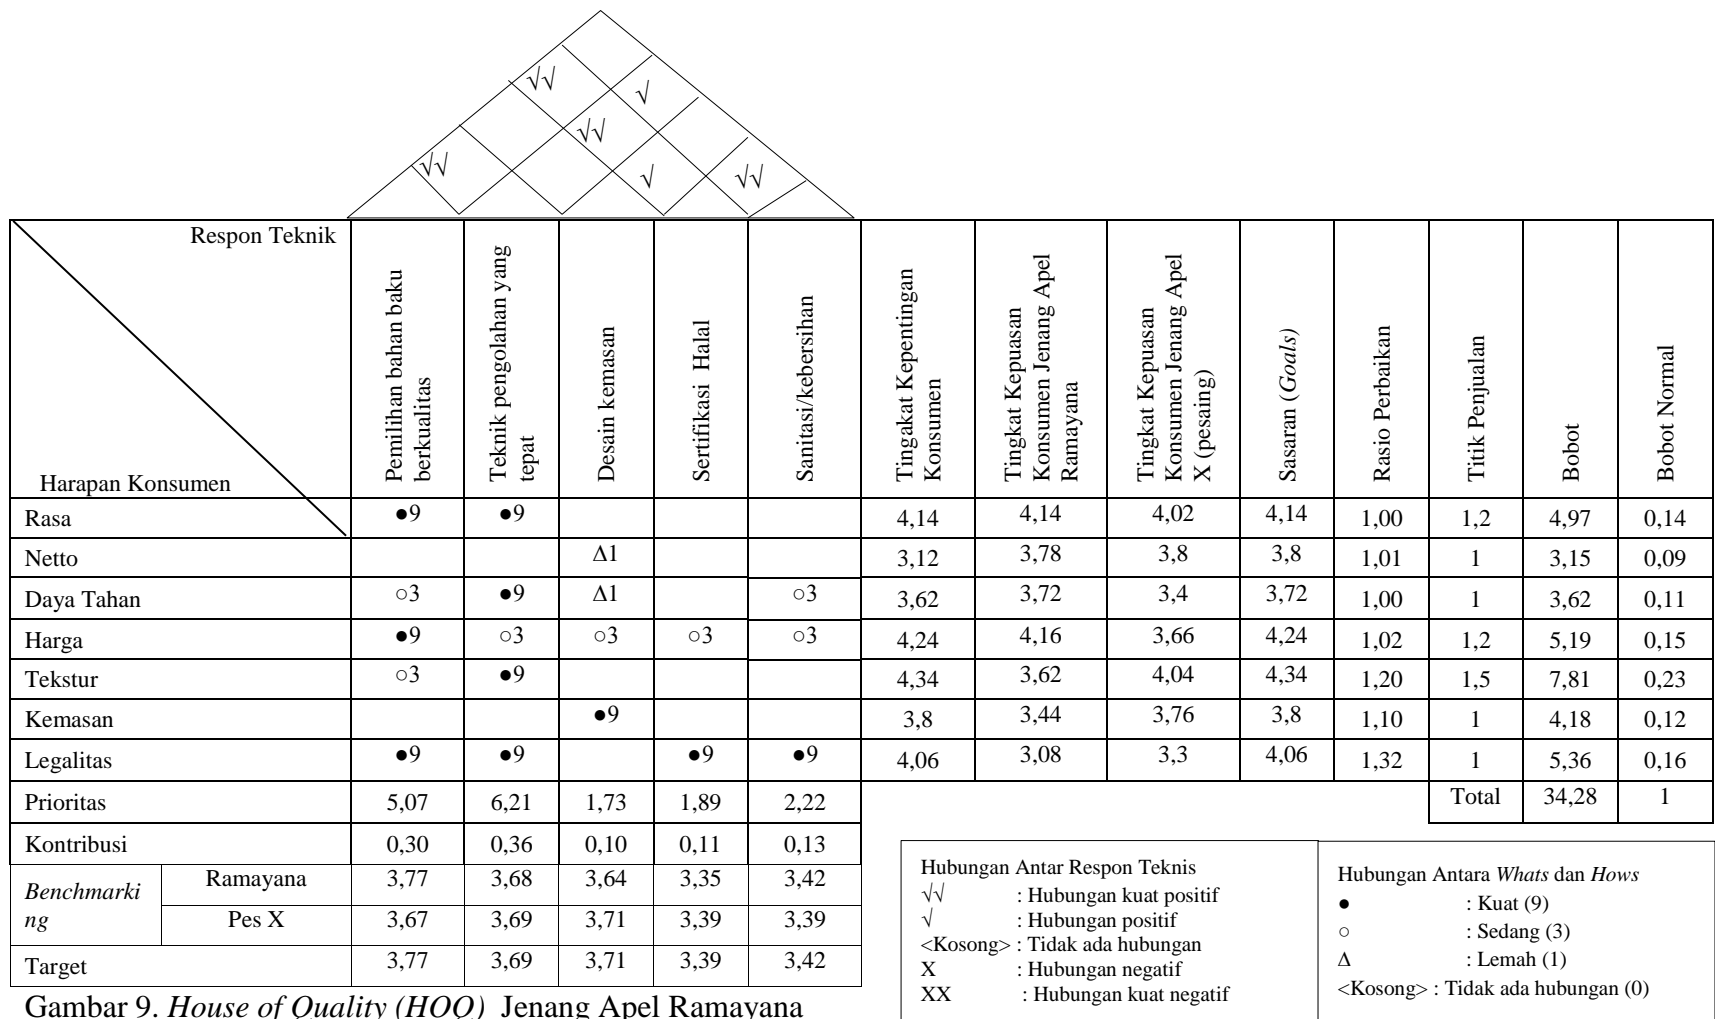 √√
√
√√
√√
√
√√
Respon Teknik
Harapan Konsumen
Pemilihan bahan baku
berkualitas
Teknik pengolahan yang
tepat
Desain kemasan
Sertifikasi Halal
Sanitasi/kebersihan
Tingakat Kepentingan
Konsumen
Tingkat Kepuasan
Konsumen Jenang Apel
Ramayana
Tingkat Kepuasan
Konsumen Jenang Apel
X (pesaing)
Sasaran (Goals)
Rasio Perbaikan
Titik Penjualan
Bobot
Bobot Normal
Rasa ●9 ●9 4,14 4,14 4,02 4,14 1,00 1,2 4,97 0,14
Netto Δ1 3,12 3,78 3,8 3,8 1,01 1 3,15 0,09
Daya Tahan ○3 ●9 Δ1 ○3 3,62 3,72 3,4 3,72 1,00 1 3,62 0,11
Harga ●9 ○3 ○3 ○3 ○3 4,24 4,16 3,66 4,24 1,02 1,2 5,19 0,15
Tekstur ○3 ●9 4,34 3,62 4,04 4,34 1,20 1,5 7,81 0,23
Kemasan ●9 3,8 3,44 3,76 3,8 1,10 1 4,18 0,12
Legalitas ●9 ●9 ●9 ●9 4,06 3,08 3,3 4,06 1,32 1 5,36 0,16
Prioritas 5,07 6,21 1,73 1,89 2,22 Total 34,28 1
Kontribusi 0,30 0,36 0,10 0,11 0,13
Benchmarki
ng
Ramayana 3,77 3,68 3,64 3,35 3,42
Pes X 3,67 3,69 3,71 3,39 3,39
Target 3,77 3,69 3,71 3,39 3,42
Hubungan Antar Respon Teknis
√√ : Hubungan kuat positif
√ : Hubungan positif
<Kosong> : Tidak ada hubungan
X : Hubungan negatif
XX : Hubungan kuat negatif
Hubungan Antara Whats dan Hows
● : Kuat (9)
○ : Sedang (3)
Δ : Lemah (1)
<Kosong> : Tidak ada hubungan (0)
Gambar 9. House of Quality (HOQ) Jenang Apel Ramayana